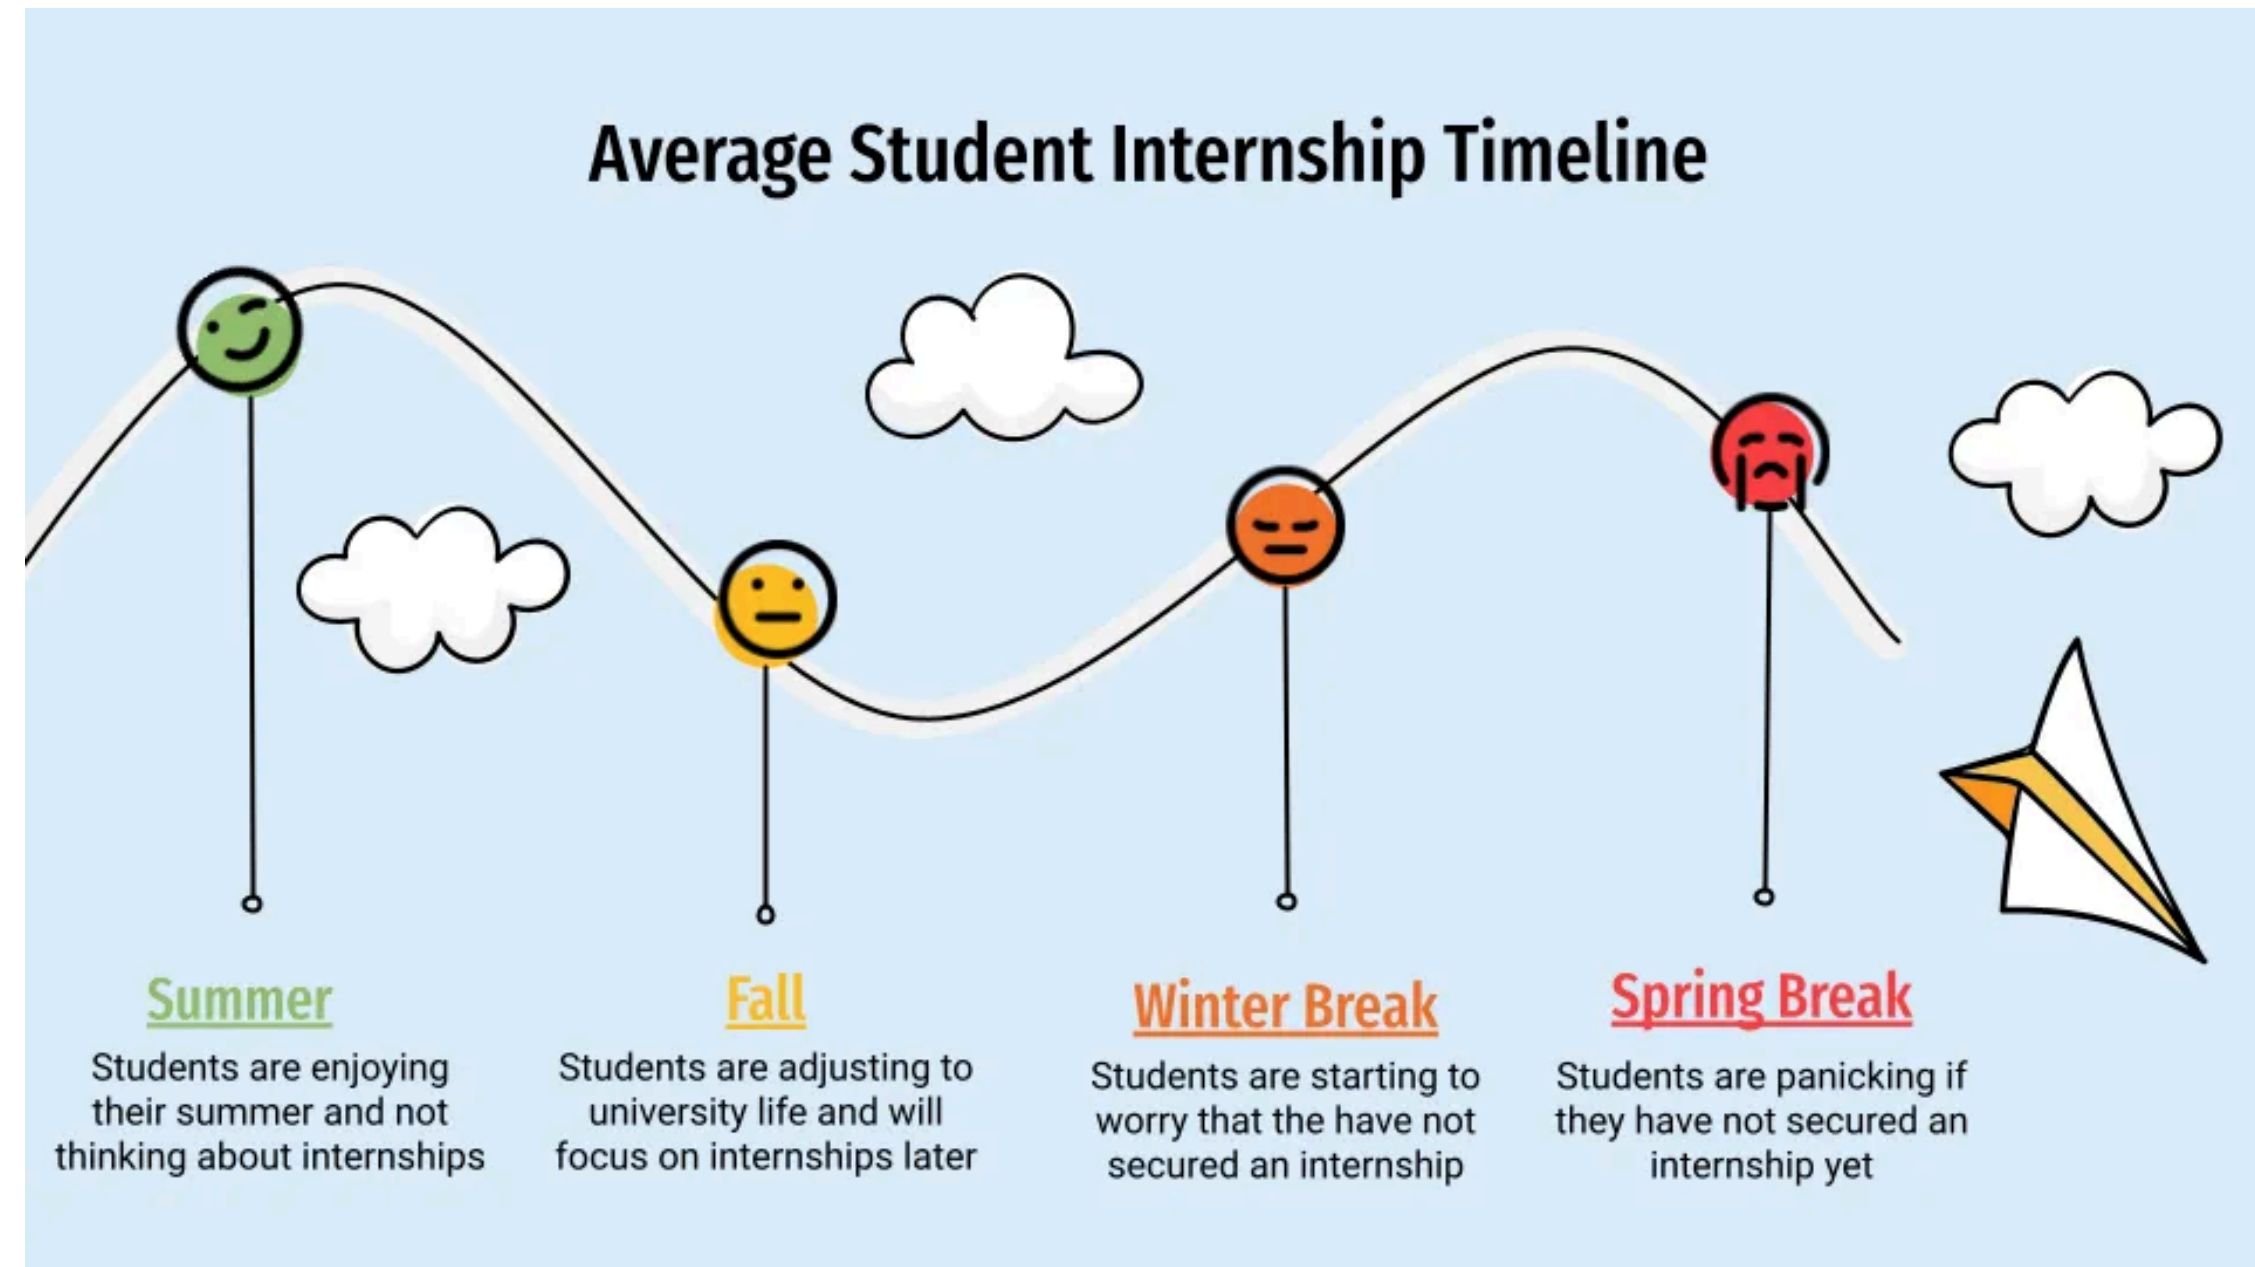 Average Student Internship Timeline
Summer
Students are enjoying
their summer and not
thinking about internships
Fall
Students are adjusting to
university life and will
focus on internships later
Winter Break
Students are starting to
worry that the have not
secured an internship
Spring Break
Students are panicking if
they have not secured an
internship yet